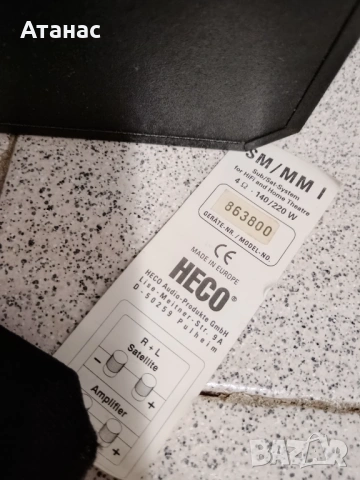 Атанас
SM/MM I
Sub/Sat-System
for HiFi and Home Theatre
4 Ω · 140/220 W
863800
GERÄTE-NR./MODEL-NO.
CE
MADE IN EUROPE
HECO®
HECO Audio-Produkte GmbH
Lise-Meitner-Str. 9A
D-50259 Pulheim
R + L
Satellite
- +
Amplifier
+
BAZAR